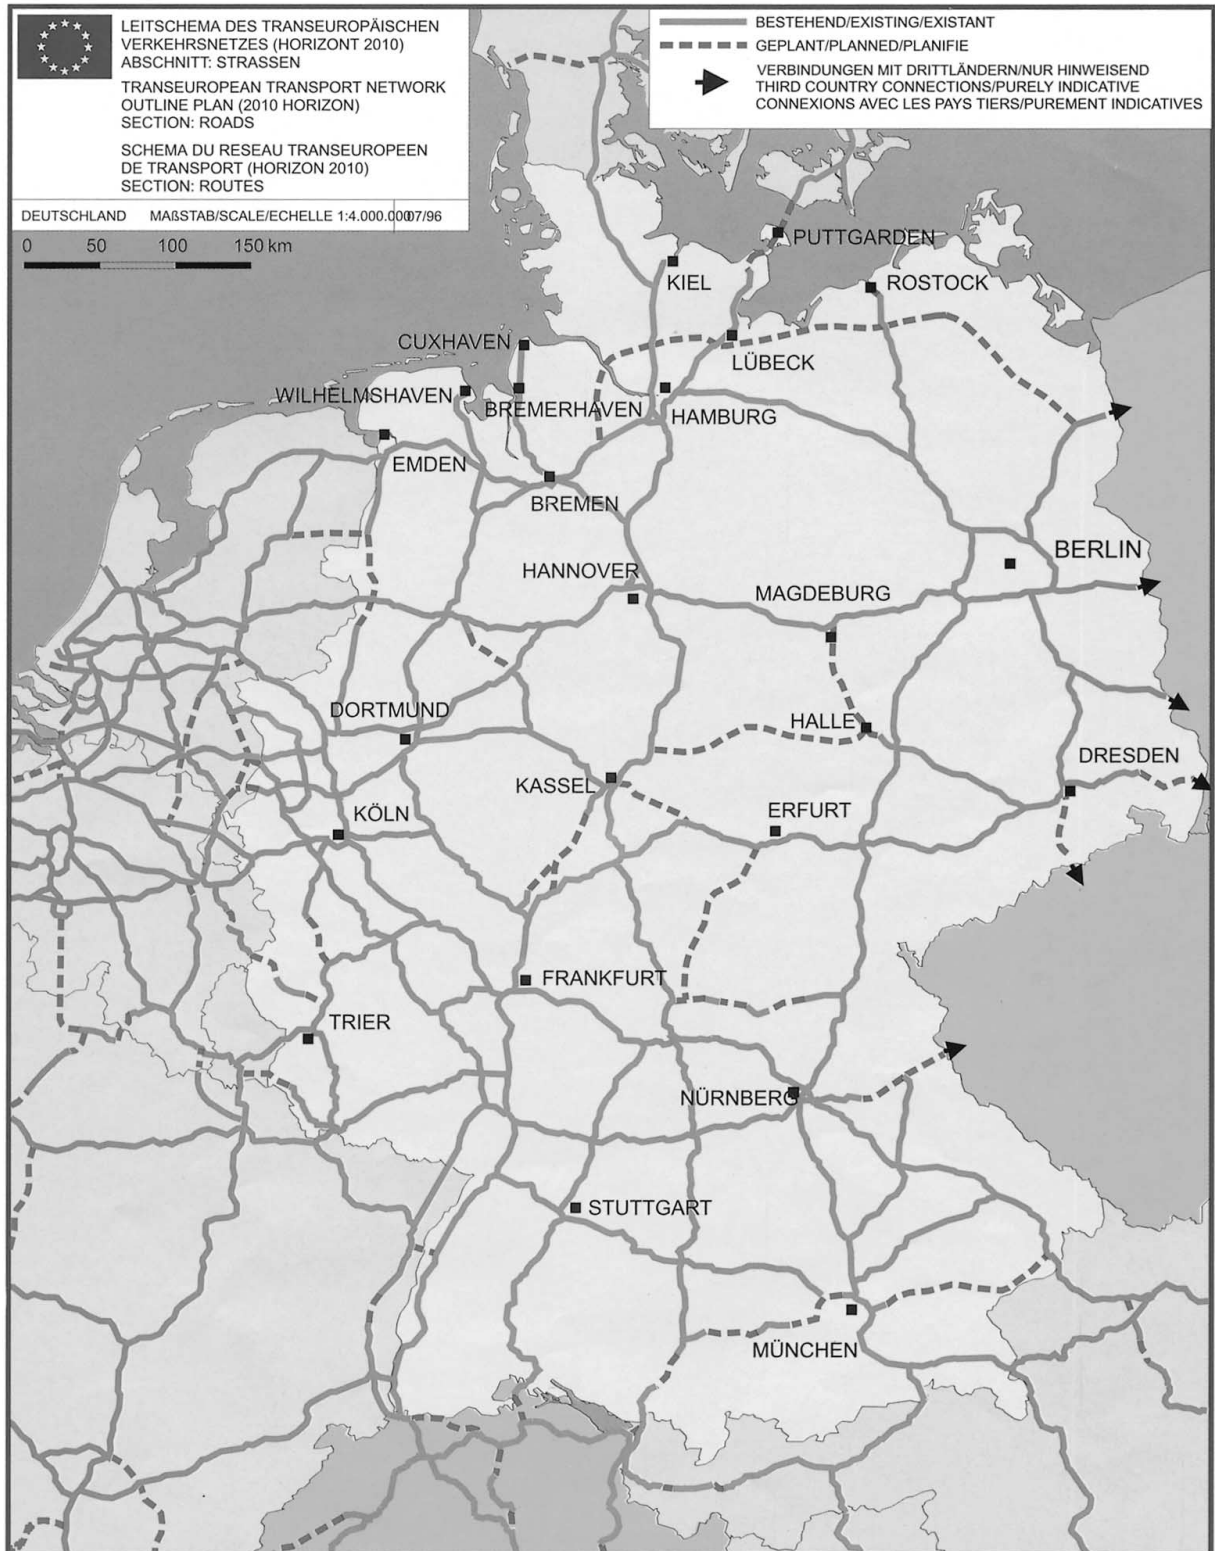 LEITSCHEMA DES TRANSEUROPÄISCHEN
VERKEHRSNETZES (HORIZONT 2010)
ABSCHNITT: STRASSEN
TRANSEUROPEAN TRANSPORT NETWORK
OUTLINE PLAN (2010 HORIZON)
SECTION: ROADS
SCHEMA DU RESEAU TRANSEUROPEEN
DE TRANSPORT (HORIZON 2010)
SECTION: ROUTES
DEUTSCHLAND MAßSTAB/SCALE/ECHELLE 1:4.000.000 07/96
0 50 100 150 km
BESTEHEND/EXISTING/EXISTANT
GEPLANT/PLANNED/PLANIFIE
VERBINDUNGEN MIT DRITTLÄNDERN/NUR HINWEISEND
THIRD COUNTRY CONNECTIONS/PURELY INDICATIVE
CONNEXIONS AVEC LES PAYS TIERS/PUREMENT INDICATIVES
PUTTGARDEN
KIEL
ROSTOCK
CUXHAVEN
LÜBECK
WILHELMSHAVEN
BREMERHAVEN
HAMBURG
EMDEN
BREMEN
BERLIN
HANNOVER
MAGDEBURG
DORTMUND
HALLE
DRESDEN
KASSEL
KÖLN
ERFURT
FRANKFURT
TRIER
NÜRNBERG
STUTTGART
MÜNCHEN